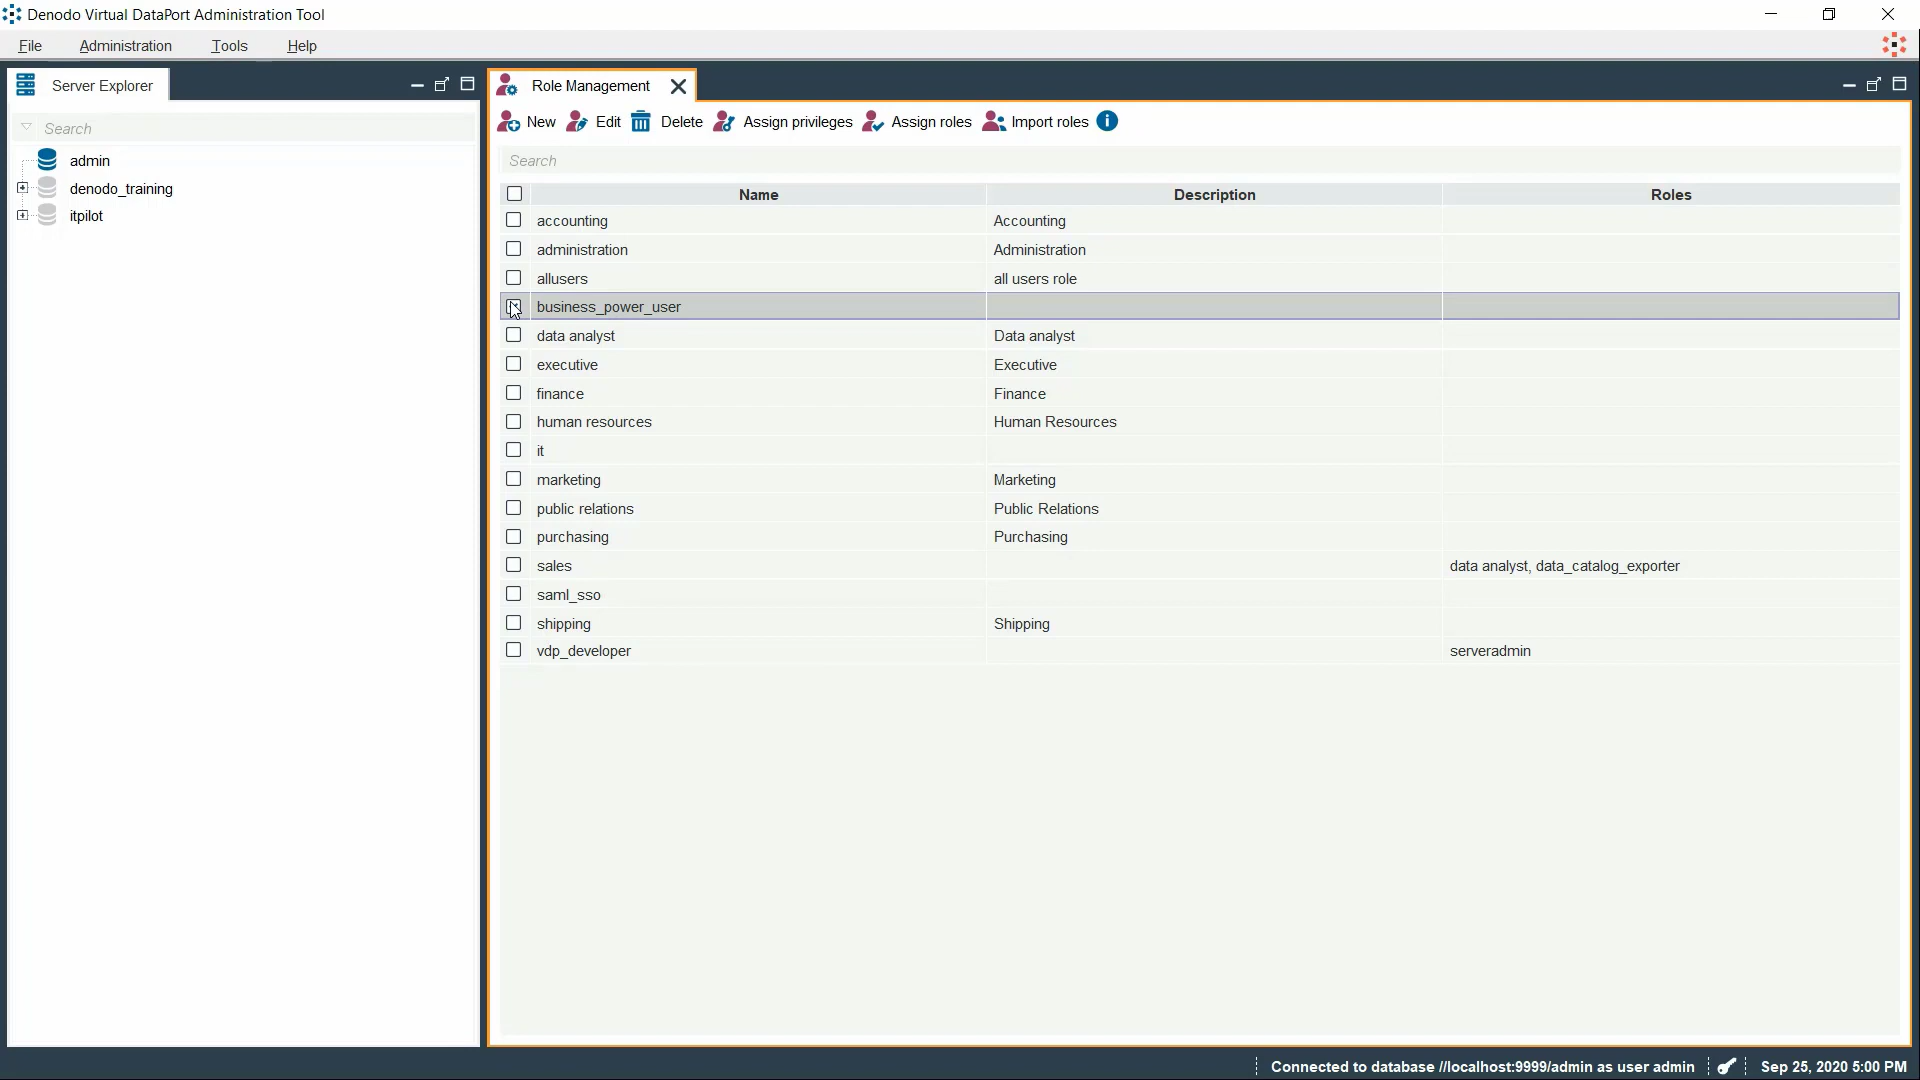 Denodo Virtual DataPort Administration Tool
File Administration Tools Help
Server Explorer
Search
admin
denodo_training
itpilot
Role Management
New Edit Delete Assign privileges Assign roles Import roles
Search
Name Description Roles
accounting Accounting
administration Administration
allusers all users role
business_power_user
data analyst Data analyst
executive Executive
finance Finance
human resources Human Resources
it
marketing Marketing
public relations Public Relations
purchasing Purchasing
sales data analyst, data_catalog_exporter
saml_sso
shipping Shipping
vdp_developer serveradmin
Connected to database //localhost:9999/admin as user admin Sep 25, 2020 5:00 PM